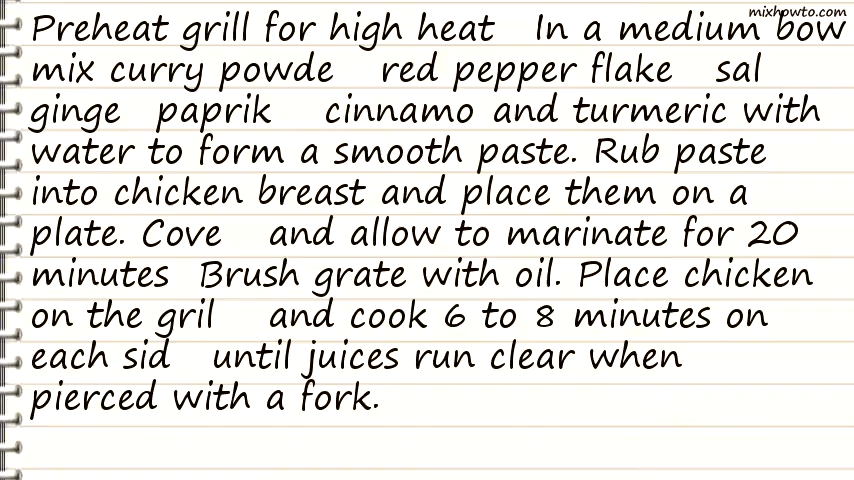 mixhowto.com
Preheat grill for high heat In a medium bow
mix curry powde red pepper flake sal
ginge paprik cinnamo and turmeric with
water to form a smooth paste. Rub paste
into chicken breast and place them on a
plate. Cove and allow to marinate for 20
minutes Brush grate with oil. Place chicken
on the gril and cook 6 to 8 minutes on
each sid until juices run clear when
pierced with a fork.